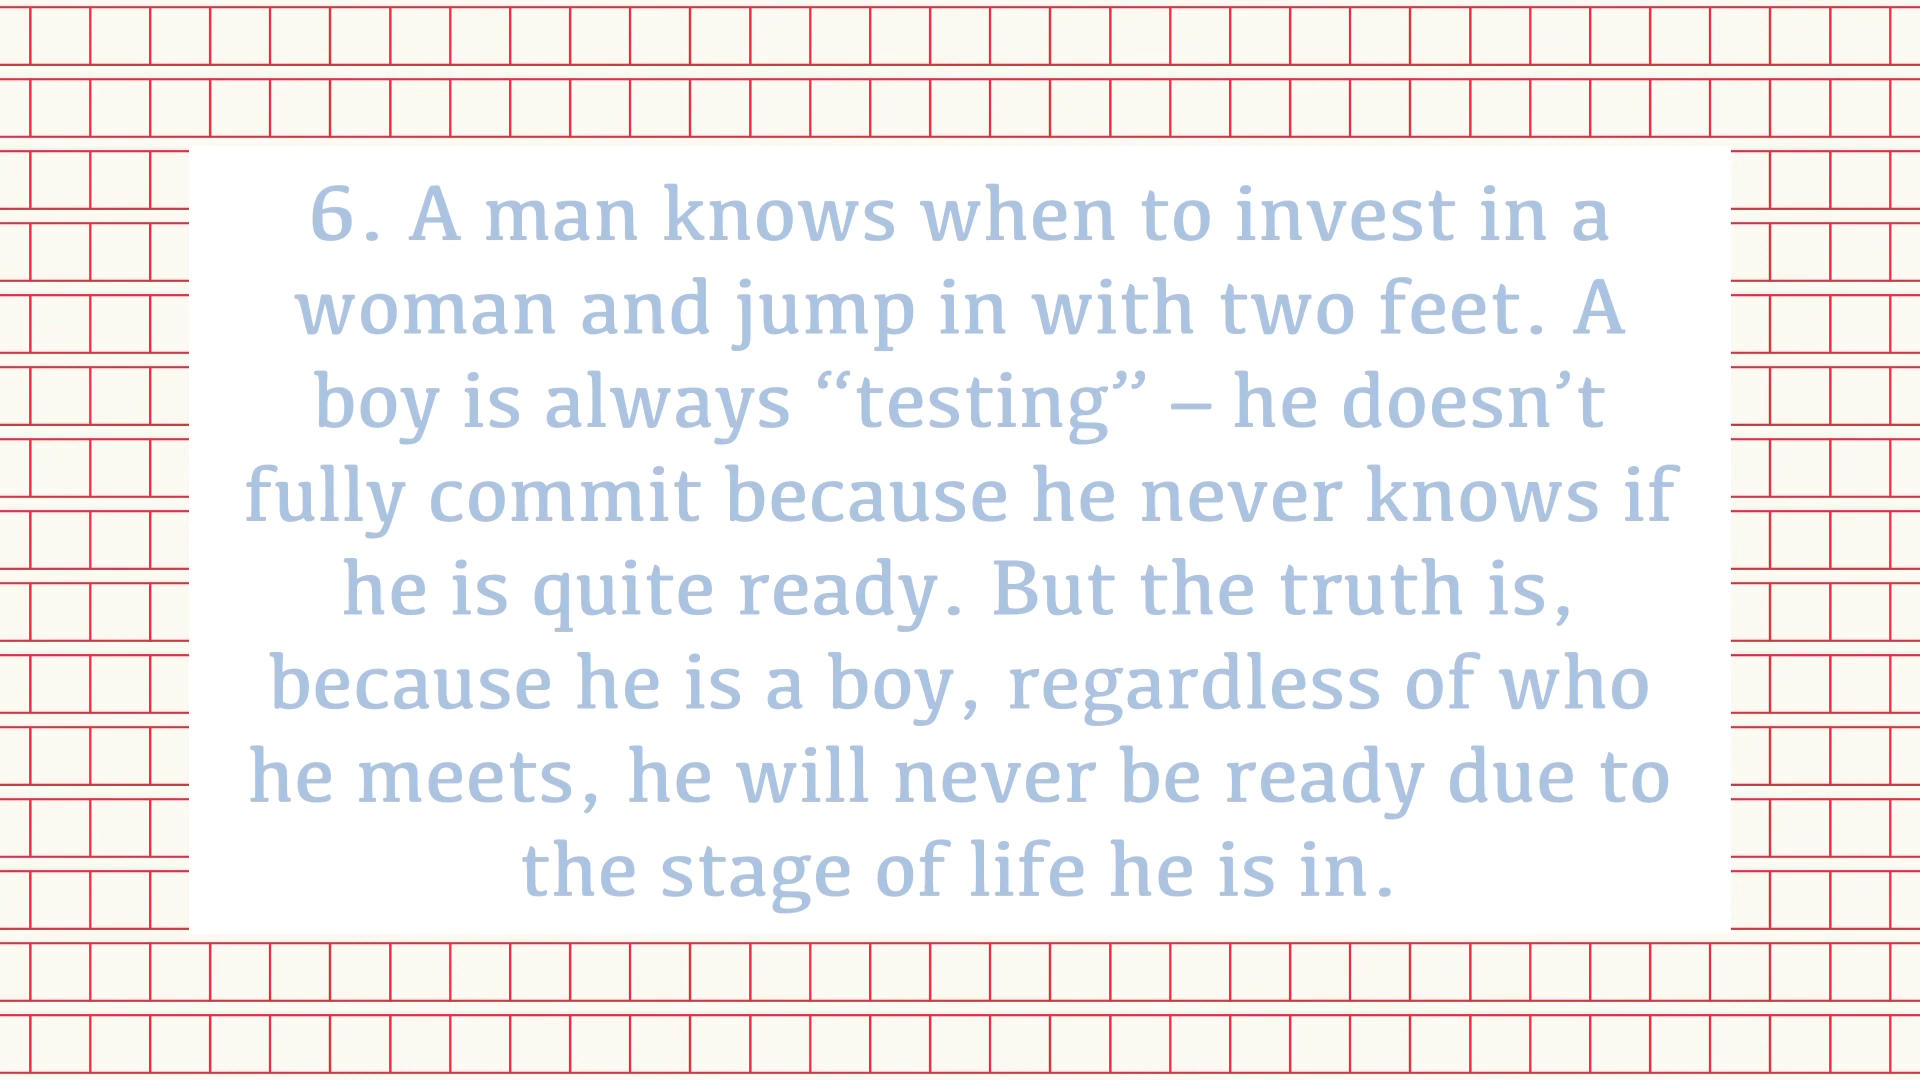 6. A man knows when to invest in a
woman and jump in with two feet. A
boy is always “testing” – he doesn’t
fully commit because he never knows if
he is quite ready. But the truth is,
because he is a boy, regardless of who
he meets, he will never be ready due to
the stage of life he is in.